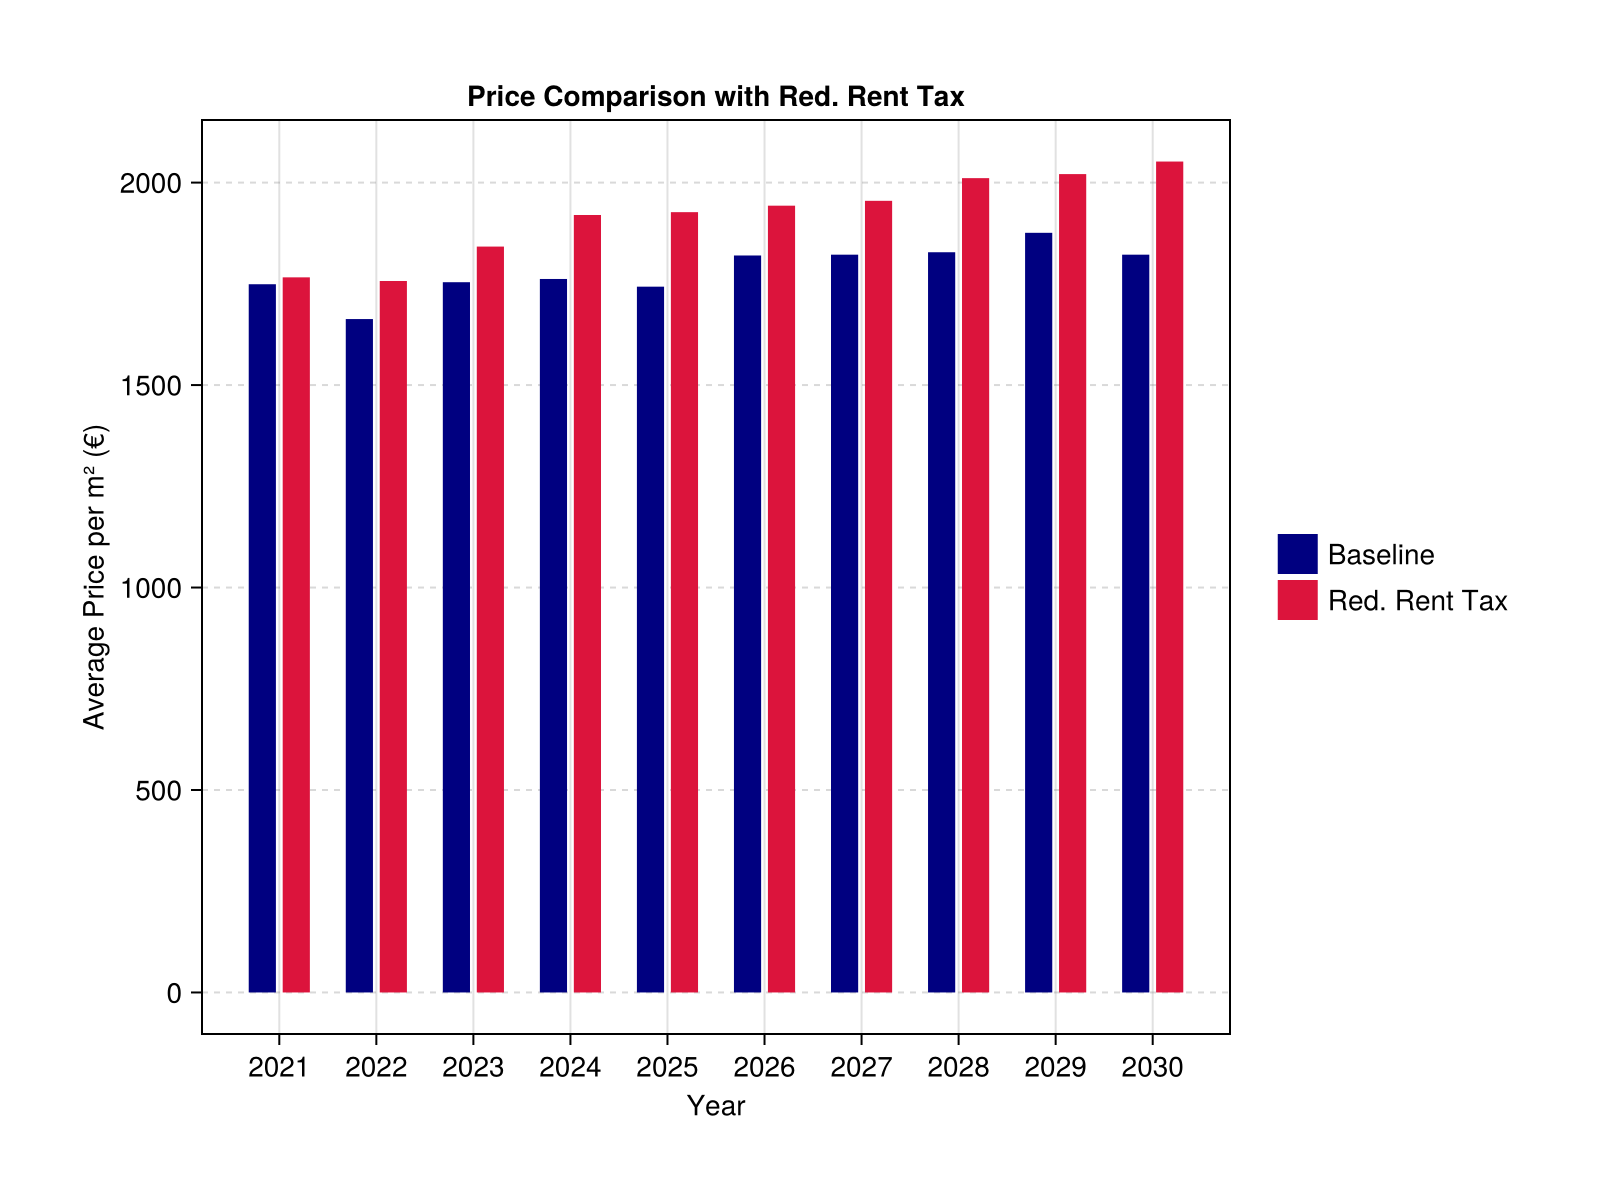 Price Comparison with Red. Rent Tax
Average Price per m² (€)
2000
1500
1000
500
0
2021 2022 2023 2024 2025 2026 2027 2028 2029 2030
Year
Baseline
Red. Rent Tax